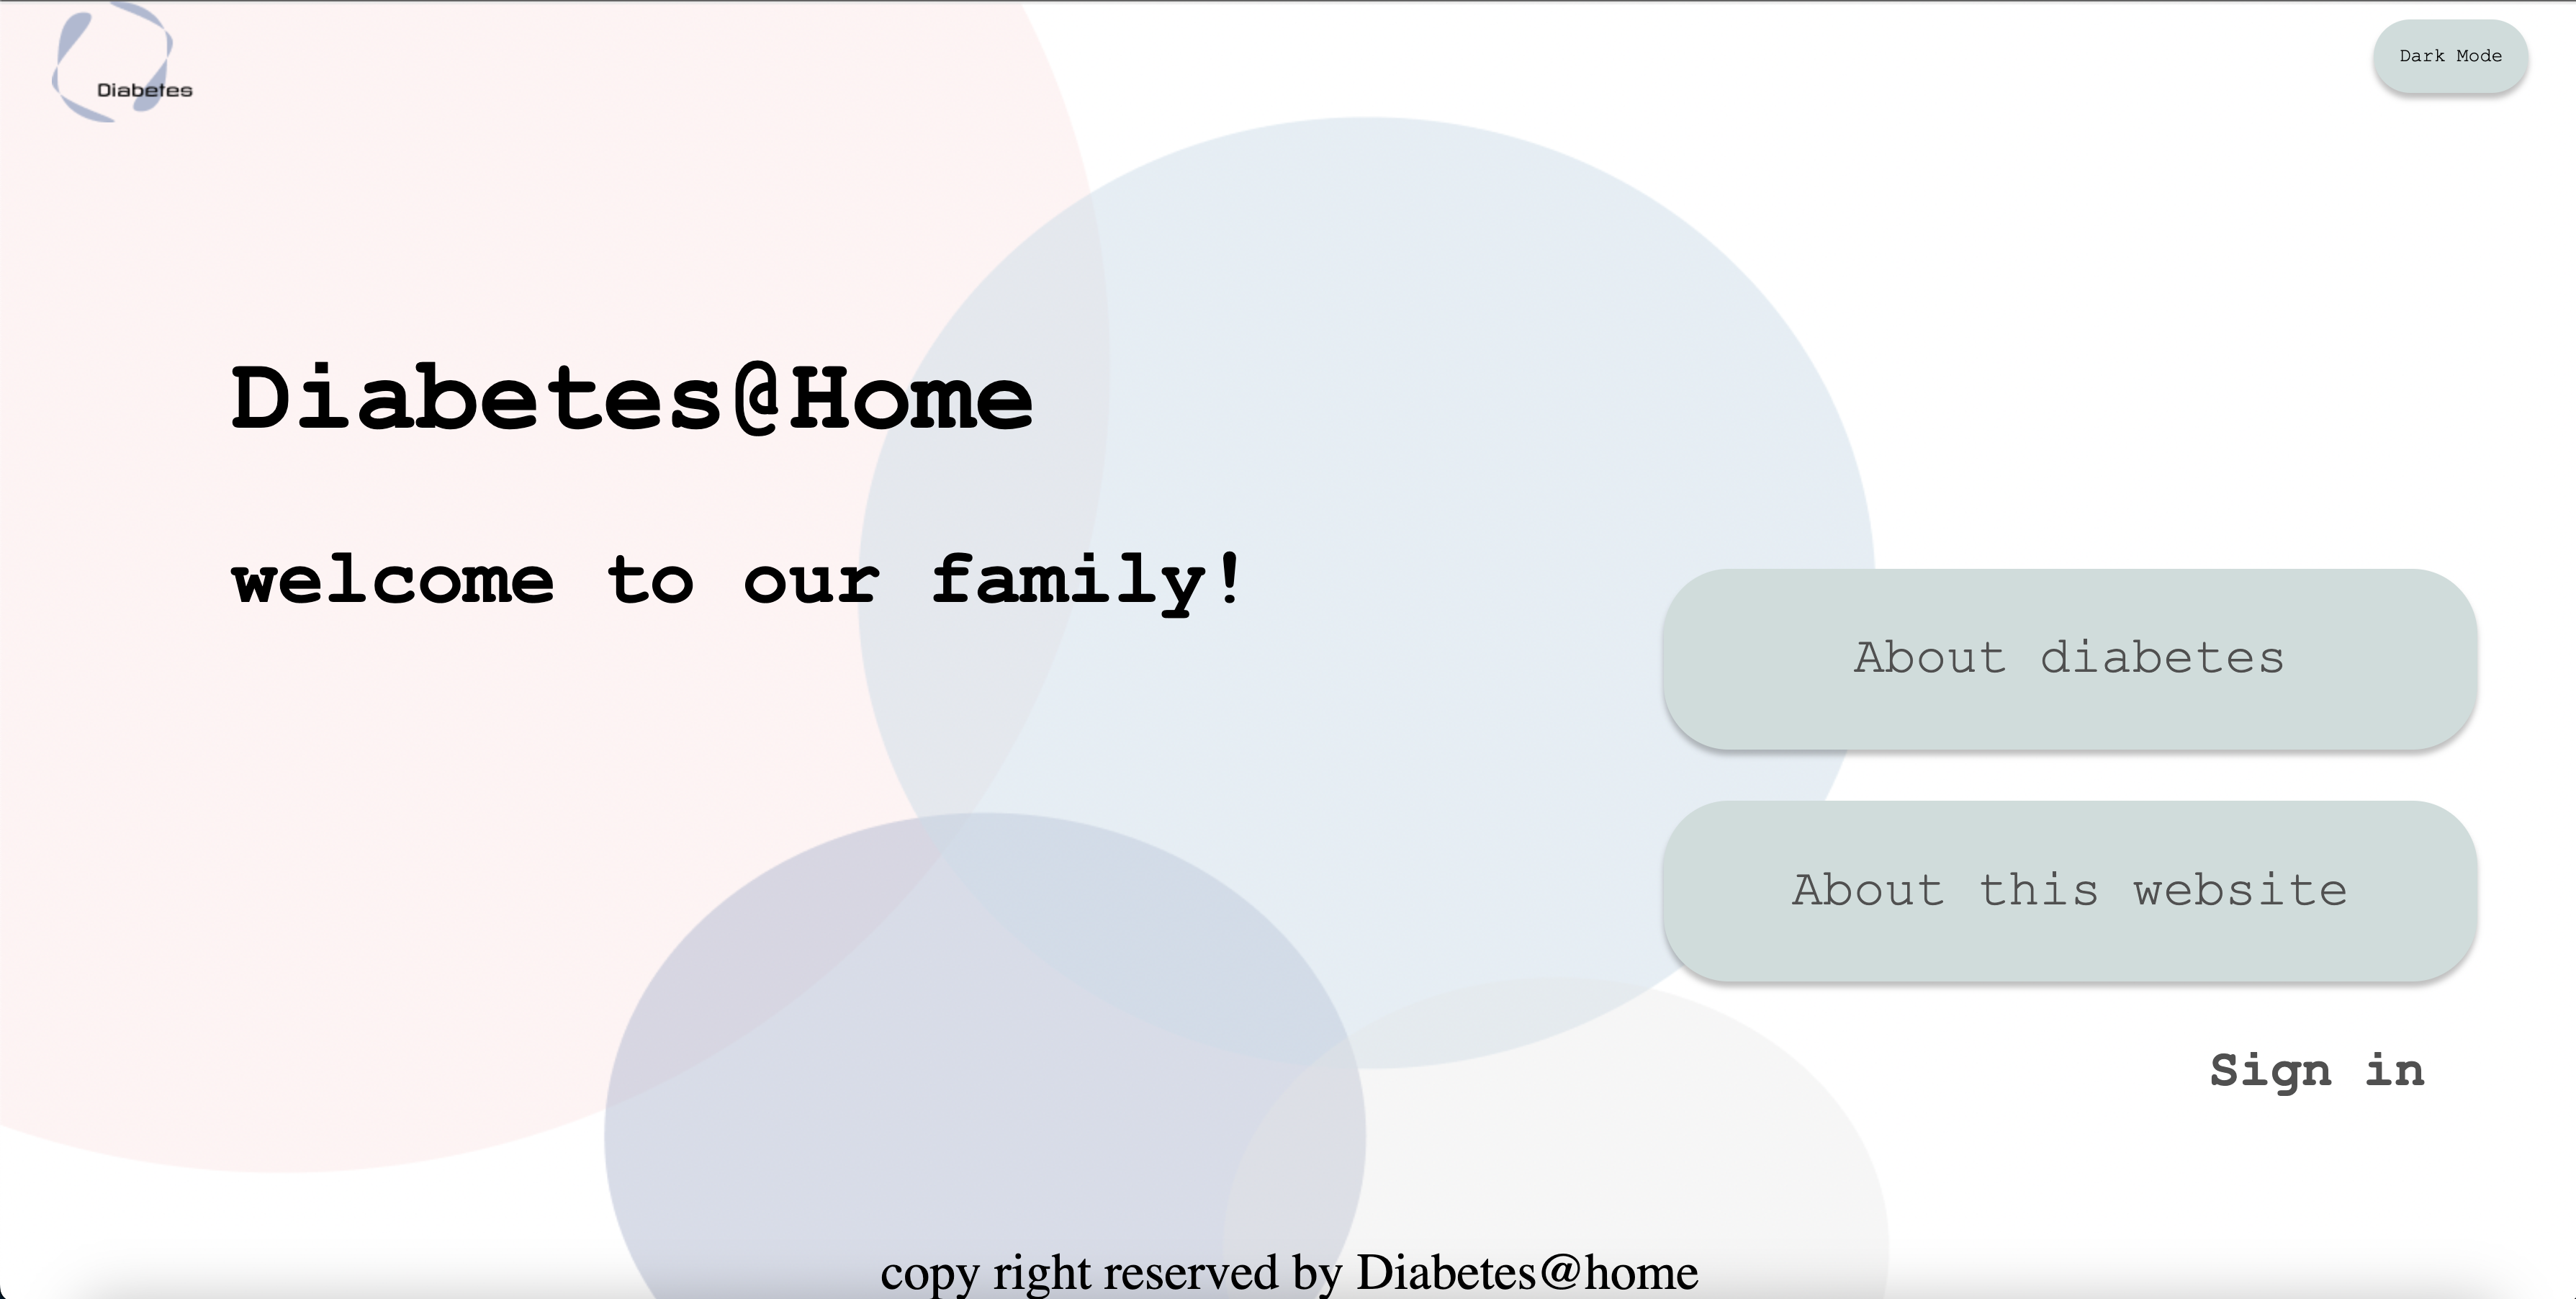 Diabetes
Dark Mode
Diabetes@Home
welcome to our family!
About diabetes
About this website
Sign in
copy right reserved by Diabetes@home